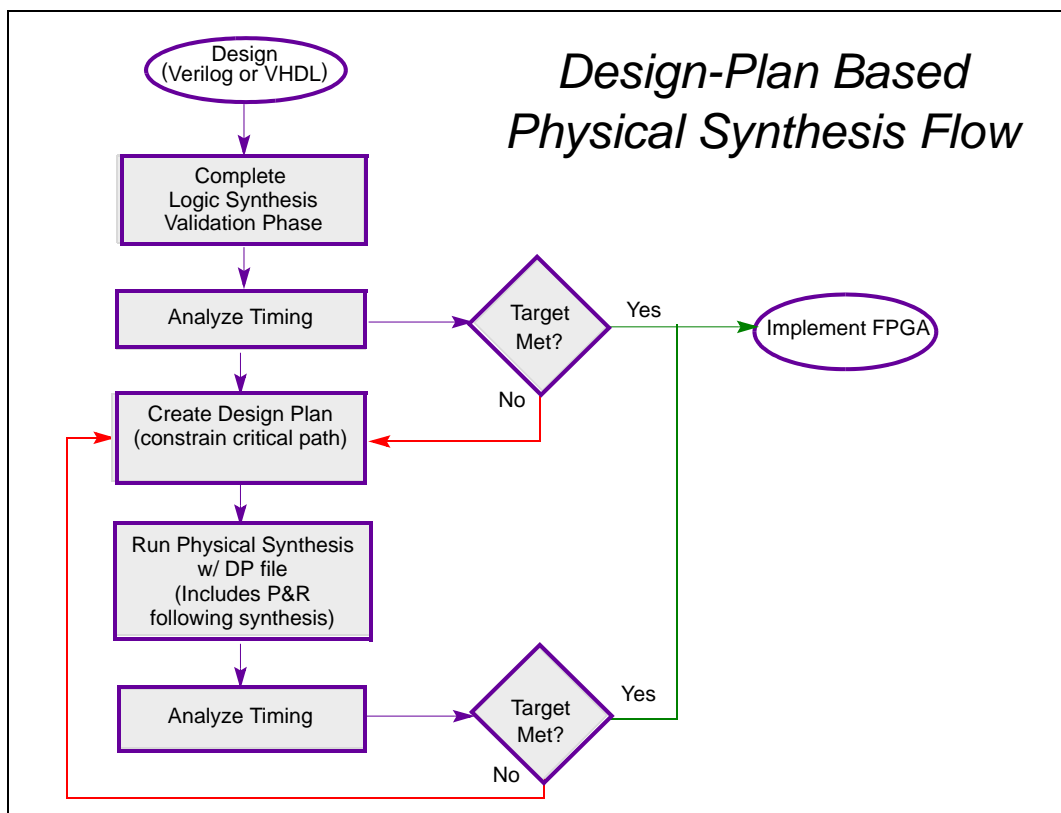 Design-Plan Based
Physical Synthesis Flow
Design
(Verilog or VHDL)
Complete
Logic Synthesis
Validation Phase
Analyze Timing
Target
Met?
Yes
Implement FPGA
No
Create Design Plan
(constrain critical path)
Run Physical Synthesis
w/ DP file
(Includes P&R
following synthesis)
Analyze Timing
Target
Met?
Yes
No